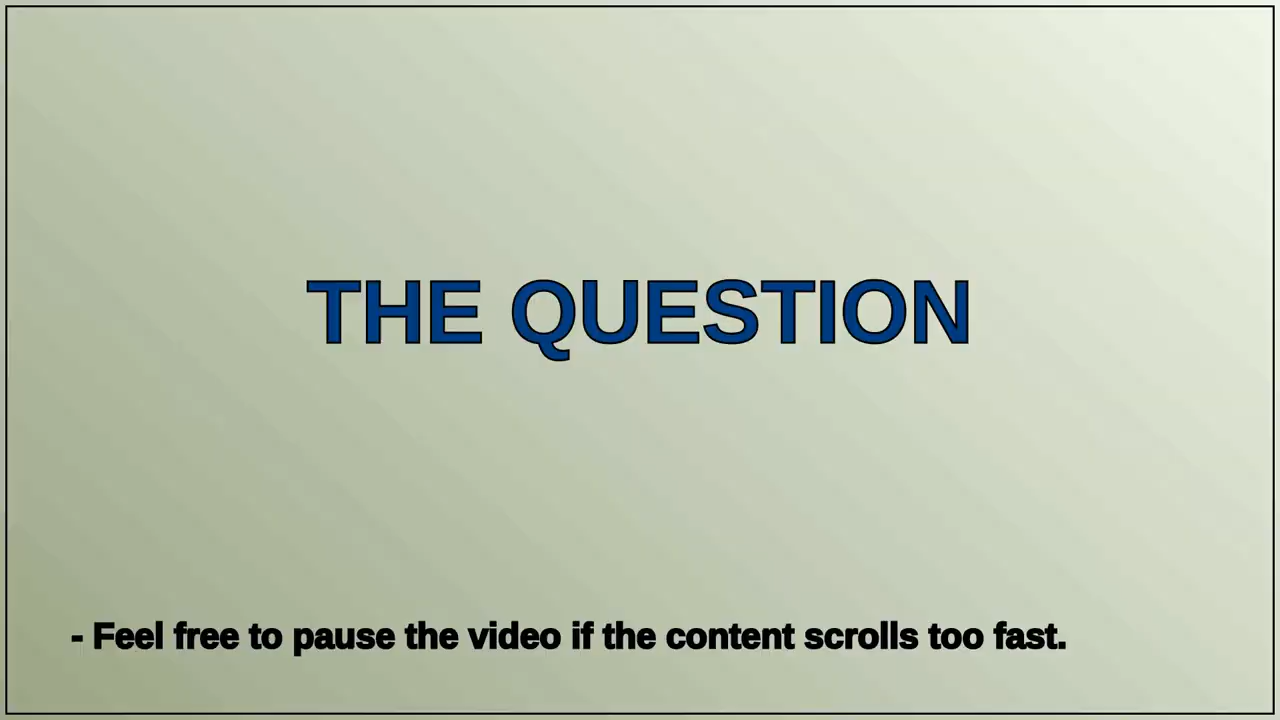 THE QUESTION
- Feel free to pause the video if the content scrolls too fast.